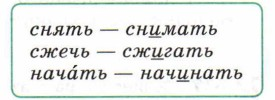 снять — снимать
сжечь — сжигать
нача́ть — начинать